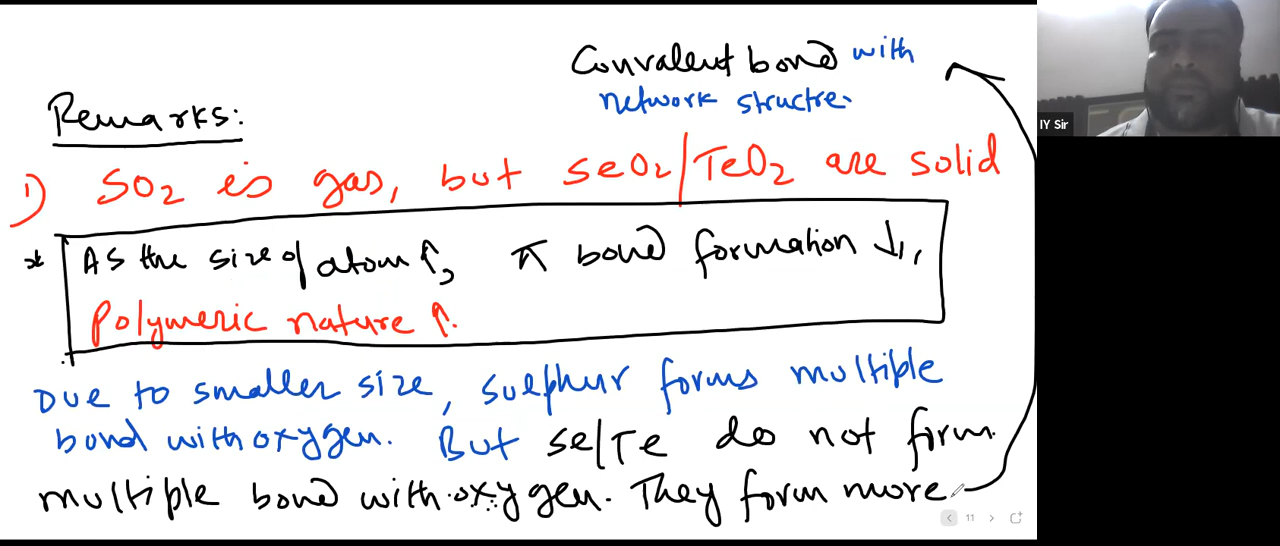 Convalent bond with
network structre.
Remarks:
1) SO2 is gas, but SeO2/TeO2 are solid
* As the size of atom ↑, π bond formation ↓,
Polymeric nature ↑.
Due to smaller size, sulphur forms multiple
bond with oxygen. But Se/Te do not form
multiple bond with oxygen. They form more
IY Sir
11